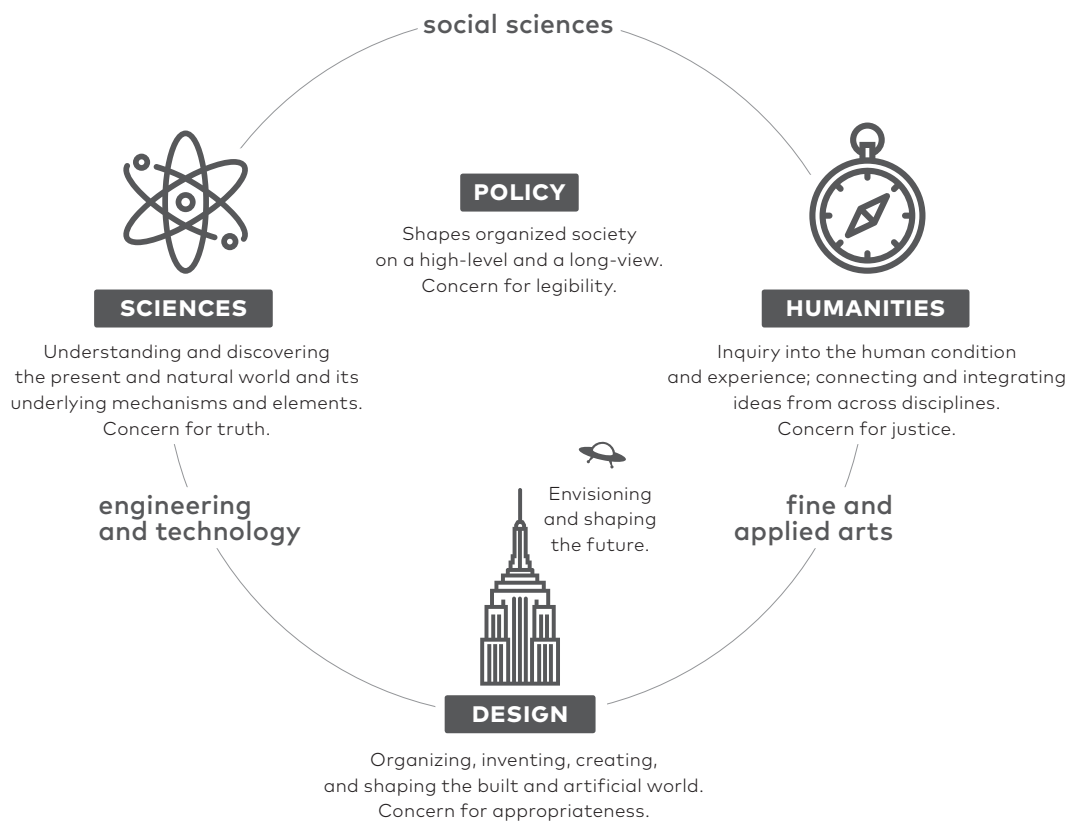 social sciences
POLICY
Shapes organized society
on a high-level and a long-view.
Concern for legibility.
SCIENCES
Understanding and discovering
the present and natural world and its
underlying mechanisms and elements.
Concern for truth.
HUMANITIES
Inquiry into the human condition
and experience; connecting and integrating
ideas from across disciplines.
Concern for justice.
engineering
and technology
Envisioning
and shaping
the future.
fine and
applied arts
DESIGN
Organizing, inventing, creating,
and shaping the built and artificial world.
Concern for appropriateness.